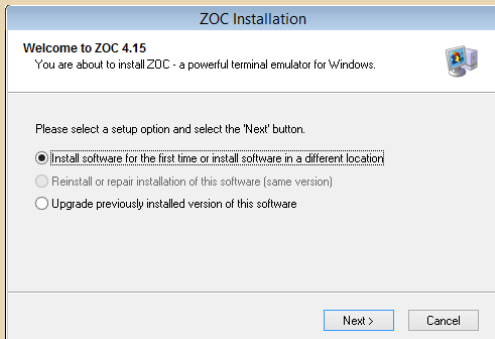 ZOC Installation
Welcome to ZOC 4.15
You are about to install ZOC - a powerful terminal emulator for Windows.
Please select a setup option and select the 'Next' button.
Install software for the first time or install software in a different location
Reinstall or repair installation of this software (same version)
Upgrade previously installed version of this software
Next > Cancel